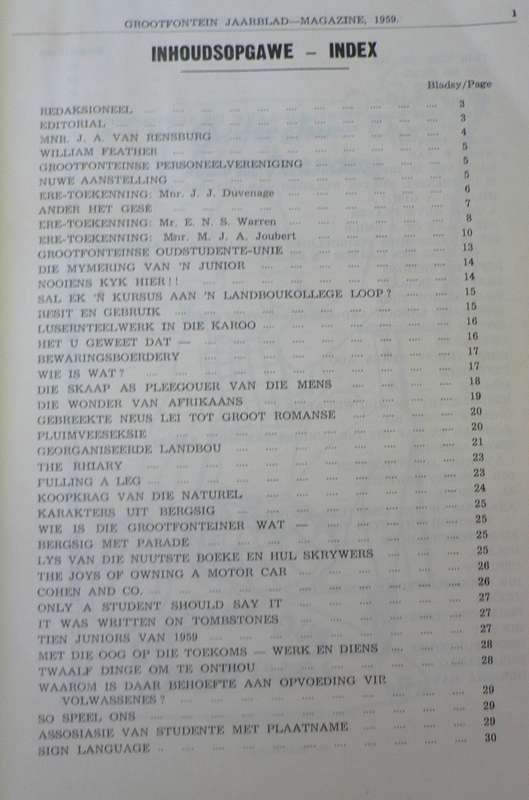 GROOTFONTEIN JAARBLAD—MAGAZINE, 1959.
1
INHOUDSOPGAWE – INDEX
Bladsy/Page
REDAKSIONEEL .... 3
EDITORIAL .... 3
MNR. J. A. VAN RENSBURG .... 4
WILLIAM FEATHER .... 5
GROOTFONTEINSE PERSONEELVERENIGING .... 5
NUWE AANSTELLING .... 5
ERE-TOEKENNING: Mnr. J. J. Duvenage .... 6
ANDER HET GESE .... 7
ERE-TOEKENNING: Mr. E. N. S. Warren .... 8
ERE-TOEKENNING: Mnr. M. J. A. Joubert .... 10
GROOTFONTEINSE OUDSTUDENTE-UNIE .... 13
DIE MYMERING VAN 'N JUNIOR .... 14
NOOIENS KYK HIER!! .... 14
SAL EK 'N KURSUS AAN 'N LANDBOUKOLLEGE LOOP? .... 15
BESIT EN GEBRUIK .... 15
LUSERNTEELWERK IN DIE KAROO .... 16
HET U GEWEET DAT — .... 16
BEWARINGSBOERDERY .... 17
WIE IS WAT? .... 17
DIE SKAAP AS PLEEGOUER VAN DIE MENS .... 18
DIE WONDER VAN AFRIKAANS .... 19
GEBREEKTE NEUS LEI TOT GROOT ROMANSE .... 20
PLUIMVEESEKSIE .... 20
GEORGANISEERDE LANDBOU .... 21
THE RHIARY .... 23
PULLING A LEG .... 23
KOOPKRAG VAN DIE NATUREL .... 24
KARAKTERS UIT BERGSIG .... 25
WIE IS DIE GROOTFONTEINER WAT — .... 25
BERGSIG MET PARADE .... 25
LYS VAN DIE NUUTSTE BOEKE EN HUL SKRYWERS .... 25
THE JOYS OF OWNING A MOTOR CAR .... 26
COHEN AND CO. .... 26
ONLY A STUDENT SHOULD SAY IT .... 27
IT WAS WRITTEN ON TOMBSTONES .... 27
TIEN JUNIORS VAN 1959 .... 27
MET DIE OOG OP DIE TOEKOMS — WERK EN DIENS .... 28
TWAALF DINGE OM TE ONTHOU .... 28
WAAROM IS DAAR BEHOEFTE AAN OPVOEDING VIR
VOLWASSENES? .... 29
SO SPEEL ONS .... 29
ASSOSIASIE VAN STUDENTE MET PLAATNAME .... 29
SIGN LANGUAGE .... 30